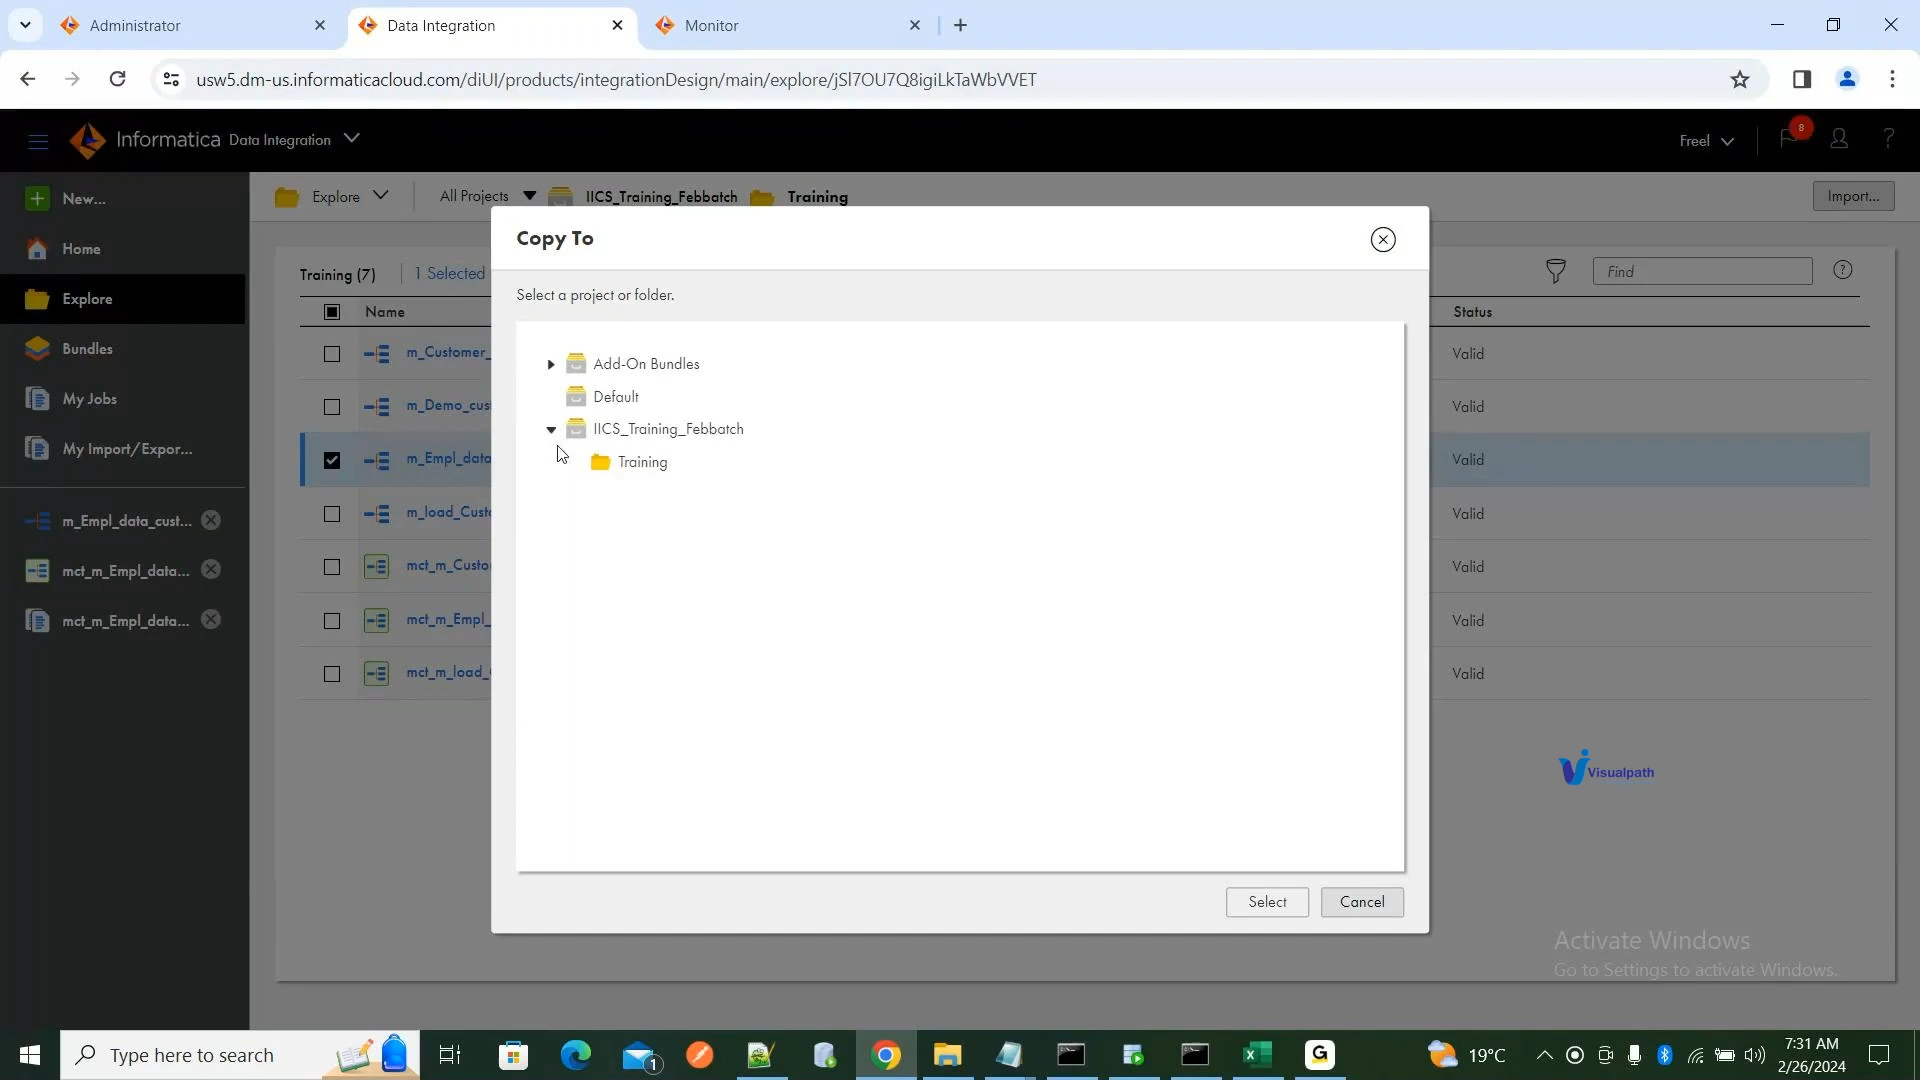 Administrator
Data Integration
Monitor
usw5.dm-us.informaticacloud.com/diUI/products/integrationDesign/main/explore/jSl7OU7Q8igiLkTaWbVVET
Informatica Data Integration
Freel
8
?
New...
Explore
All Projects
IICS_Training_Febbatch
Training
Import...
Home
Explore
Bundles
My Jobs
My Import/Expor...
m_Empl_data_cust...
mct_m_Empl_data...
mct_m_Empl_data...
Training (7)
1 Selected
Find
?
Name
Status
m_Customer_
Valid
m_Demo_cust
Valid
m_Empl_data
Valid
m_load_Custo
Valid
mct_m_Custo
Valid
mct_m_Empl_
Valid
mct_m_load_
Valid
Copy To
Select a project or folder.
Add-On Bundles
Default
IICS_Training_Febbatch
Training
Select
Cancel
Visualpath
Activate Windows
Go to Settings to activate Windows.
Type here to search
1
G
19°C
7:31 AM
2/26/2024